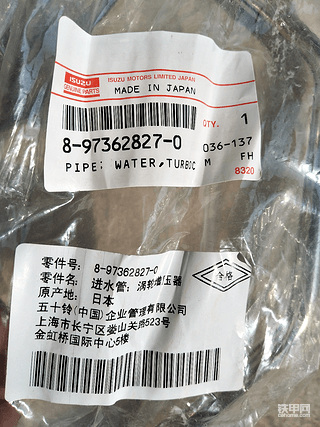 ISUZU
GENUINE PARTS
ISUZU MOTORS LIMITED JAPAN
MADE IN JAPAN
QTY. 1
8-97362827-0
036-137
PIPE; WATER,TURBOC M FH
8320
零件号: 8-97362827-0
零件名: 进水管;涡轮增压器
原产地: 日本
合格
五十铃(中国)企业管理有限公司
上海市长宁区娄山关路523号
金虹桥国际中心5楼
铁甲网